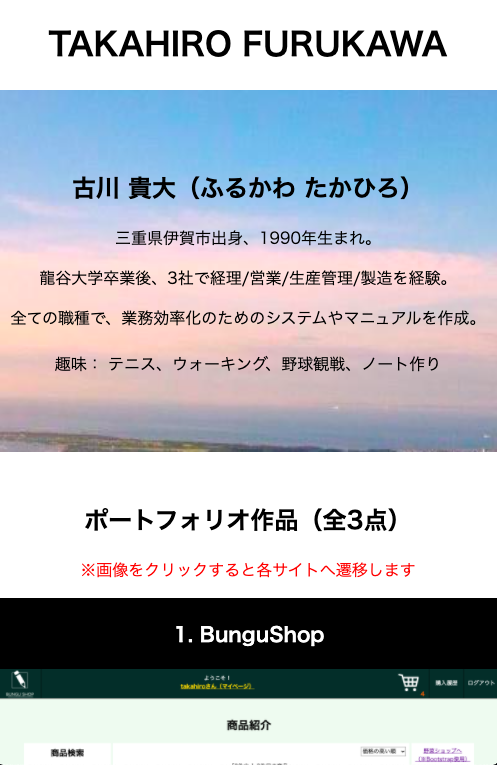 TAKAHIRO FURUKAWA
古川 貴大（ふるかわ たかひろ）
三重県伊賀市出身、1990年生まれ。
龍谷大学卒業後、3社で経理/営業/生産管理/製造を経験。
全ての職種で、業務効率化のためのシステムやマニュアルを作成。
趣味： テニス、ウォーキング、野球観戦、ノート作り
ポートフォリオ作品（全3点）
※画像をクリックすると各サイトへ遷移します
1. BunguShop
BUNGU SHOP
ようこそ！
takahiroさん（マイページ）
4
購入履歴
ログアウト
商品紹介
商品検索
価格の高い順
野菜ショップへ
（※Bootstrap使用）